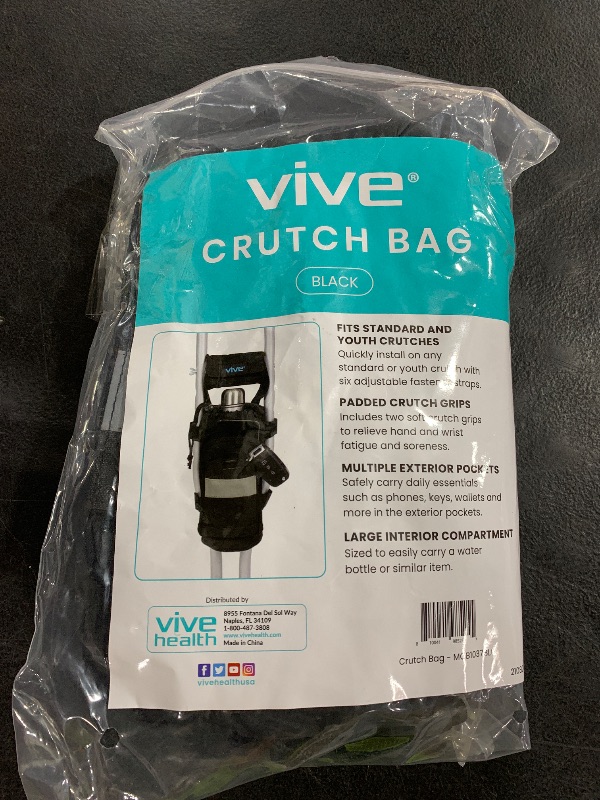 vive®
CRUTCH BAG
BLACK
vive
FITS STANDARD AND
YOUTH CRUTCHES
Quickly install on any
standard or youth crutch with
six adjustable fastener straps.
PADDED CRUTCH GRIPS
Includes two soft crutch grips
to relieve hand and wrist
fatigue and soreness.
MULTIPLE EXTERIOR POCKETS
Safely carry daily essentials
such as phones, keys, wallets and
more in the exterior pockets.
LARGE INTERIOR COMPARTMENT
Sized to easily carry a water
bottle or similar item.
Distributed by
vive
health
8955 Fontana Del Sol Way
Naples, FL 34109
1-800-487-3808
www.vivehealth.com
Made in China
vivehealthusa
Crutch Bag -